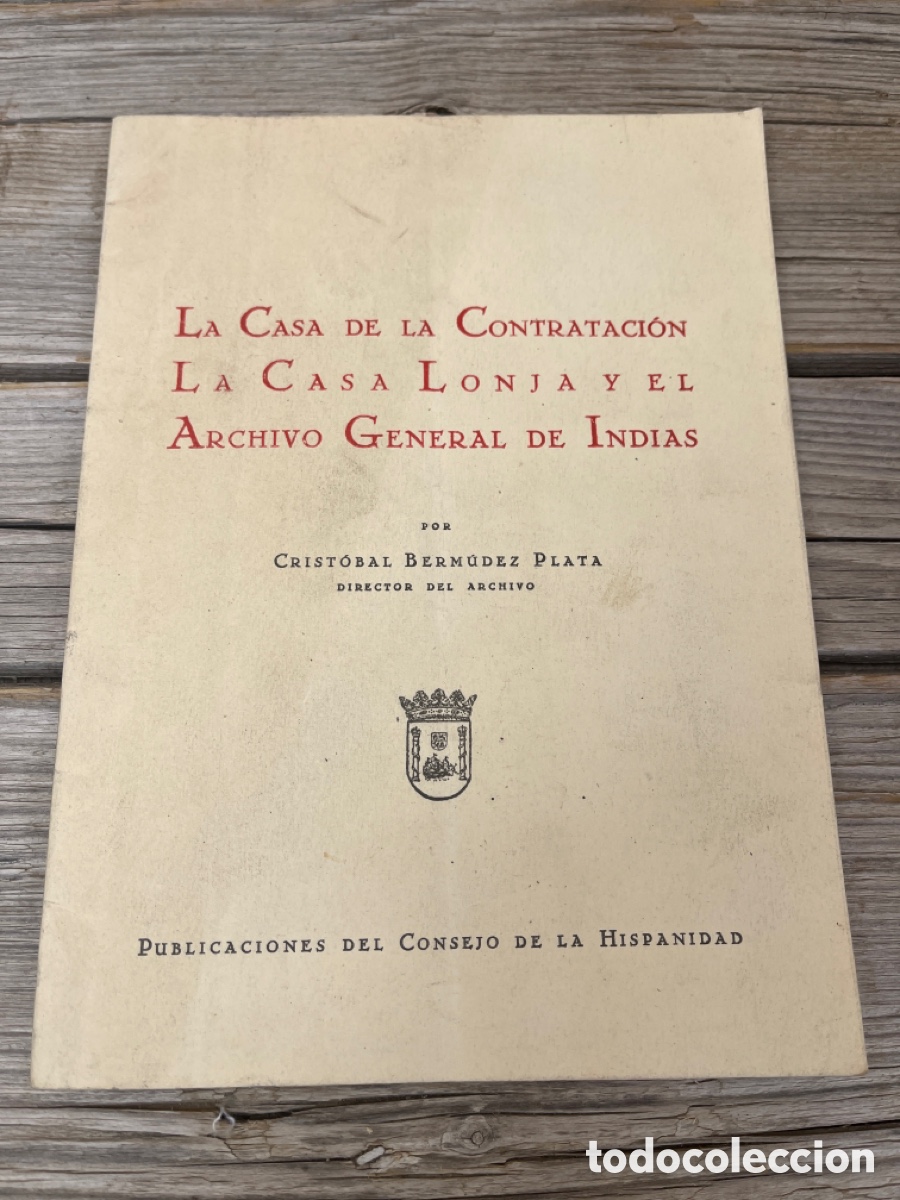 La Casa de la Contratación
La Casa Lonja y el
Archivo General de Indias
POR
Cristóbal Bermúdez Plata
DIRECTOR DEL ARCHIVO
Publicaciones del Consejo de la Hispanidad
todocoleccion